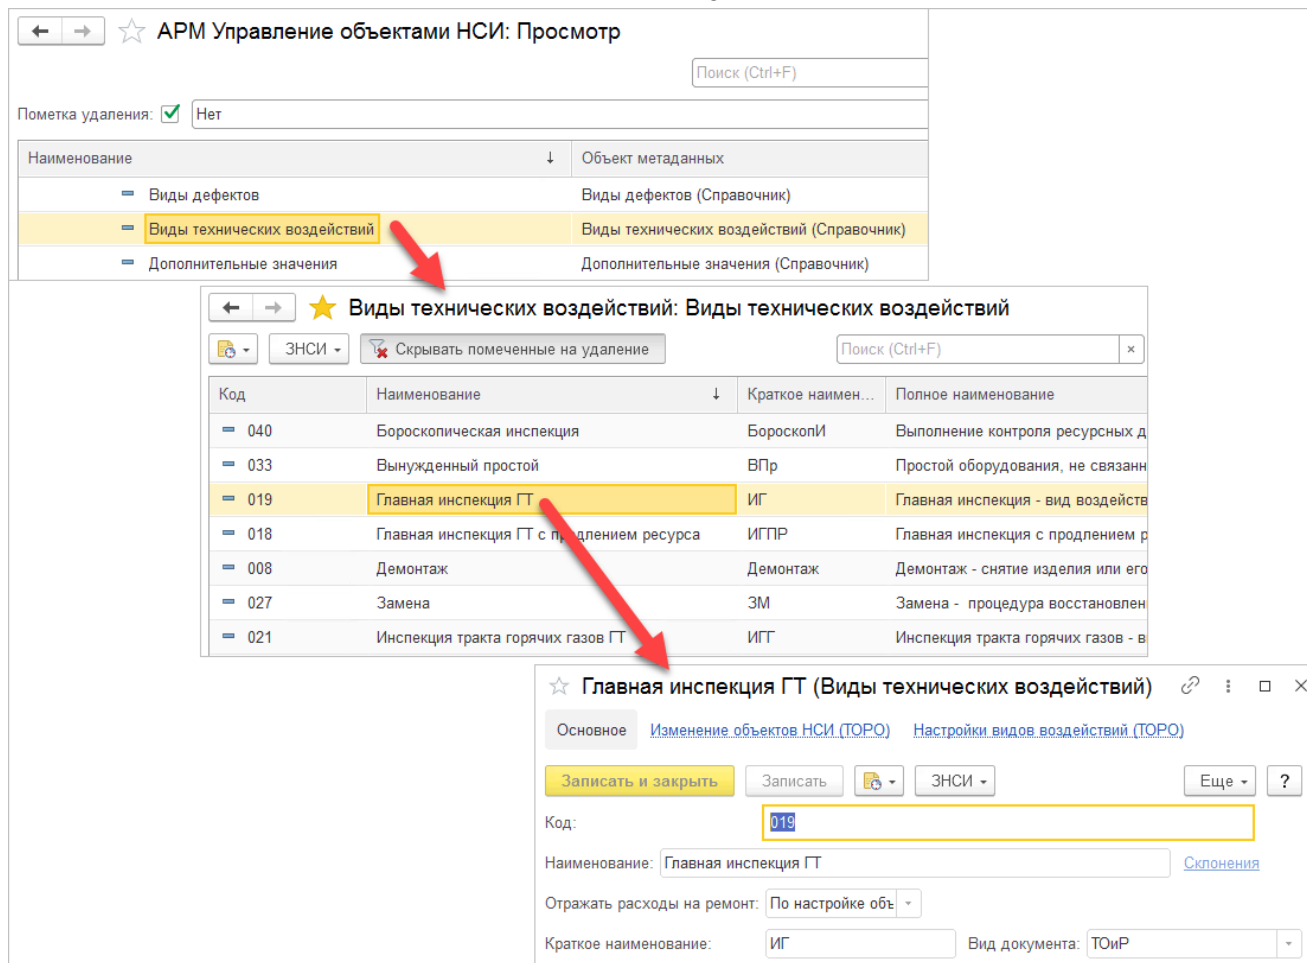 АРМ Управление объектами НСИ: Просмотр
Поиск (Ctrl+F)
Пометка удаления: Нет
Наименование ↓ Объект метаданных
Виды дефектов Виды дефектов (Справочник)
Виды технических воздействий Виды технических воздействий (Справочник)
Дополнительные значения Дополнительные значения (Справочник)
Виды технических воздействий: Виды технических воздействий
ЗНСИ Скрывать помеченные на удаление Поиск (Ctrl+F) ×
Код Наименование ↓ Краткое наимен... Полное наименование
040 Бороскопическая инспекция БороскопИ Выполнение контроля ресурсных д
033 Вынужденный простой ВПр Простой оборудования, не связанн
019 Главная инспекция ГТ ИГ Главная инспекция - вид воздейств
018 Главная инспекция ГТ с продлением ресурса ИГПР Главная инспекция с продлением р
008 Демонтаж Демонтаж Демонтаж - снятие изделия или его
027 Замена ЗМ Замена - процедура восстановлен
021 Инспекция тракта горячих газов ГТ ИГГ Инспекция тракта горячих газов - в
Главная инспекция ГТ (Виды технических воздействий)
Основное Изменение объектов НСИ (ТОРО) Настройки видов воздействий (ТОРО)
Записать и закрыть Записать ЗНСИ Еще ?
Код: 019
Наименование: Главная инспекция ГТ Склонения
Отражать расходы на ремонт: По настройке объ
Краткое наименование: ИГ Вид документа: ТОиР